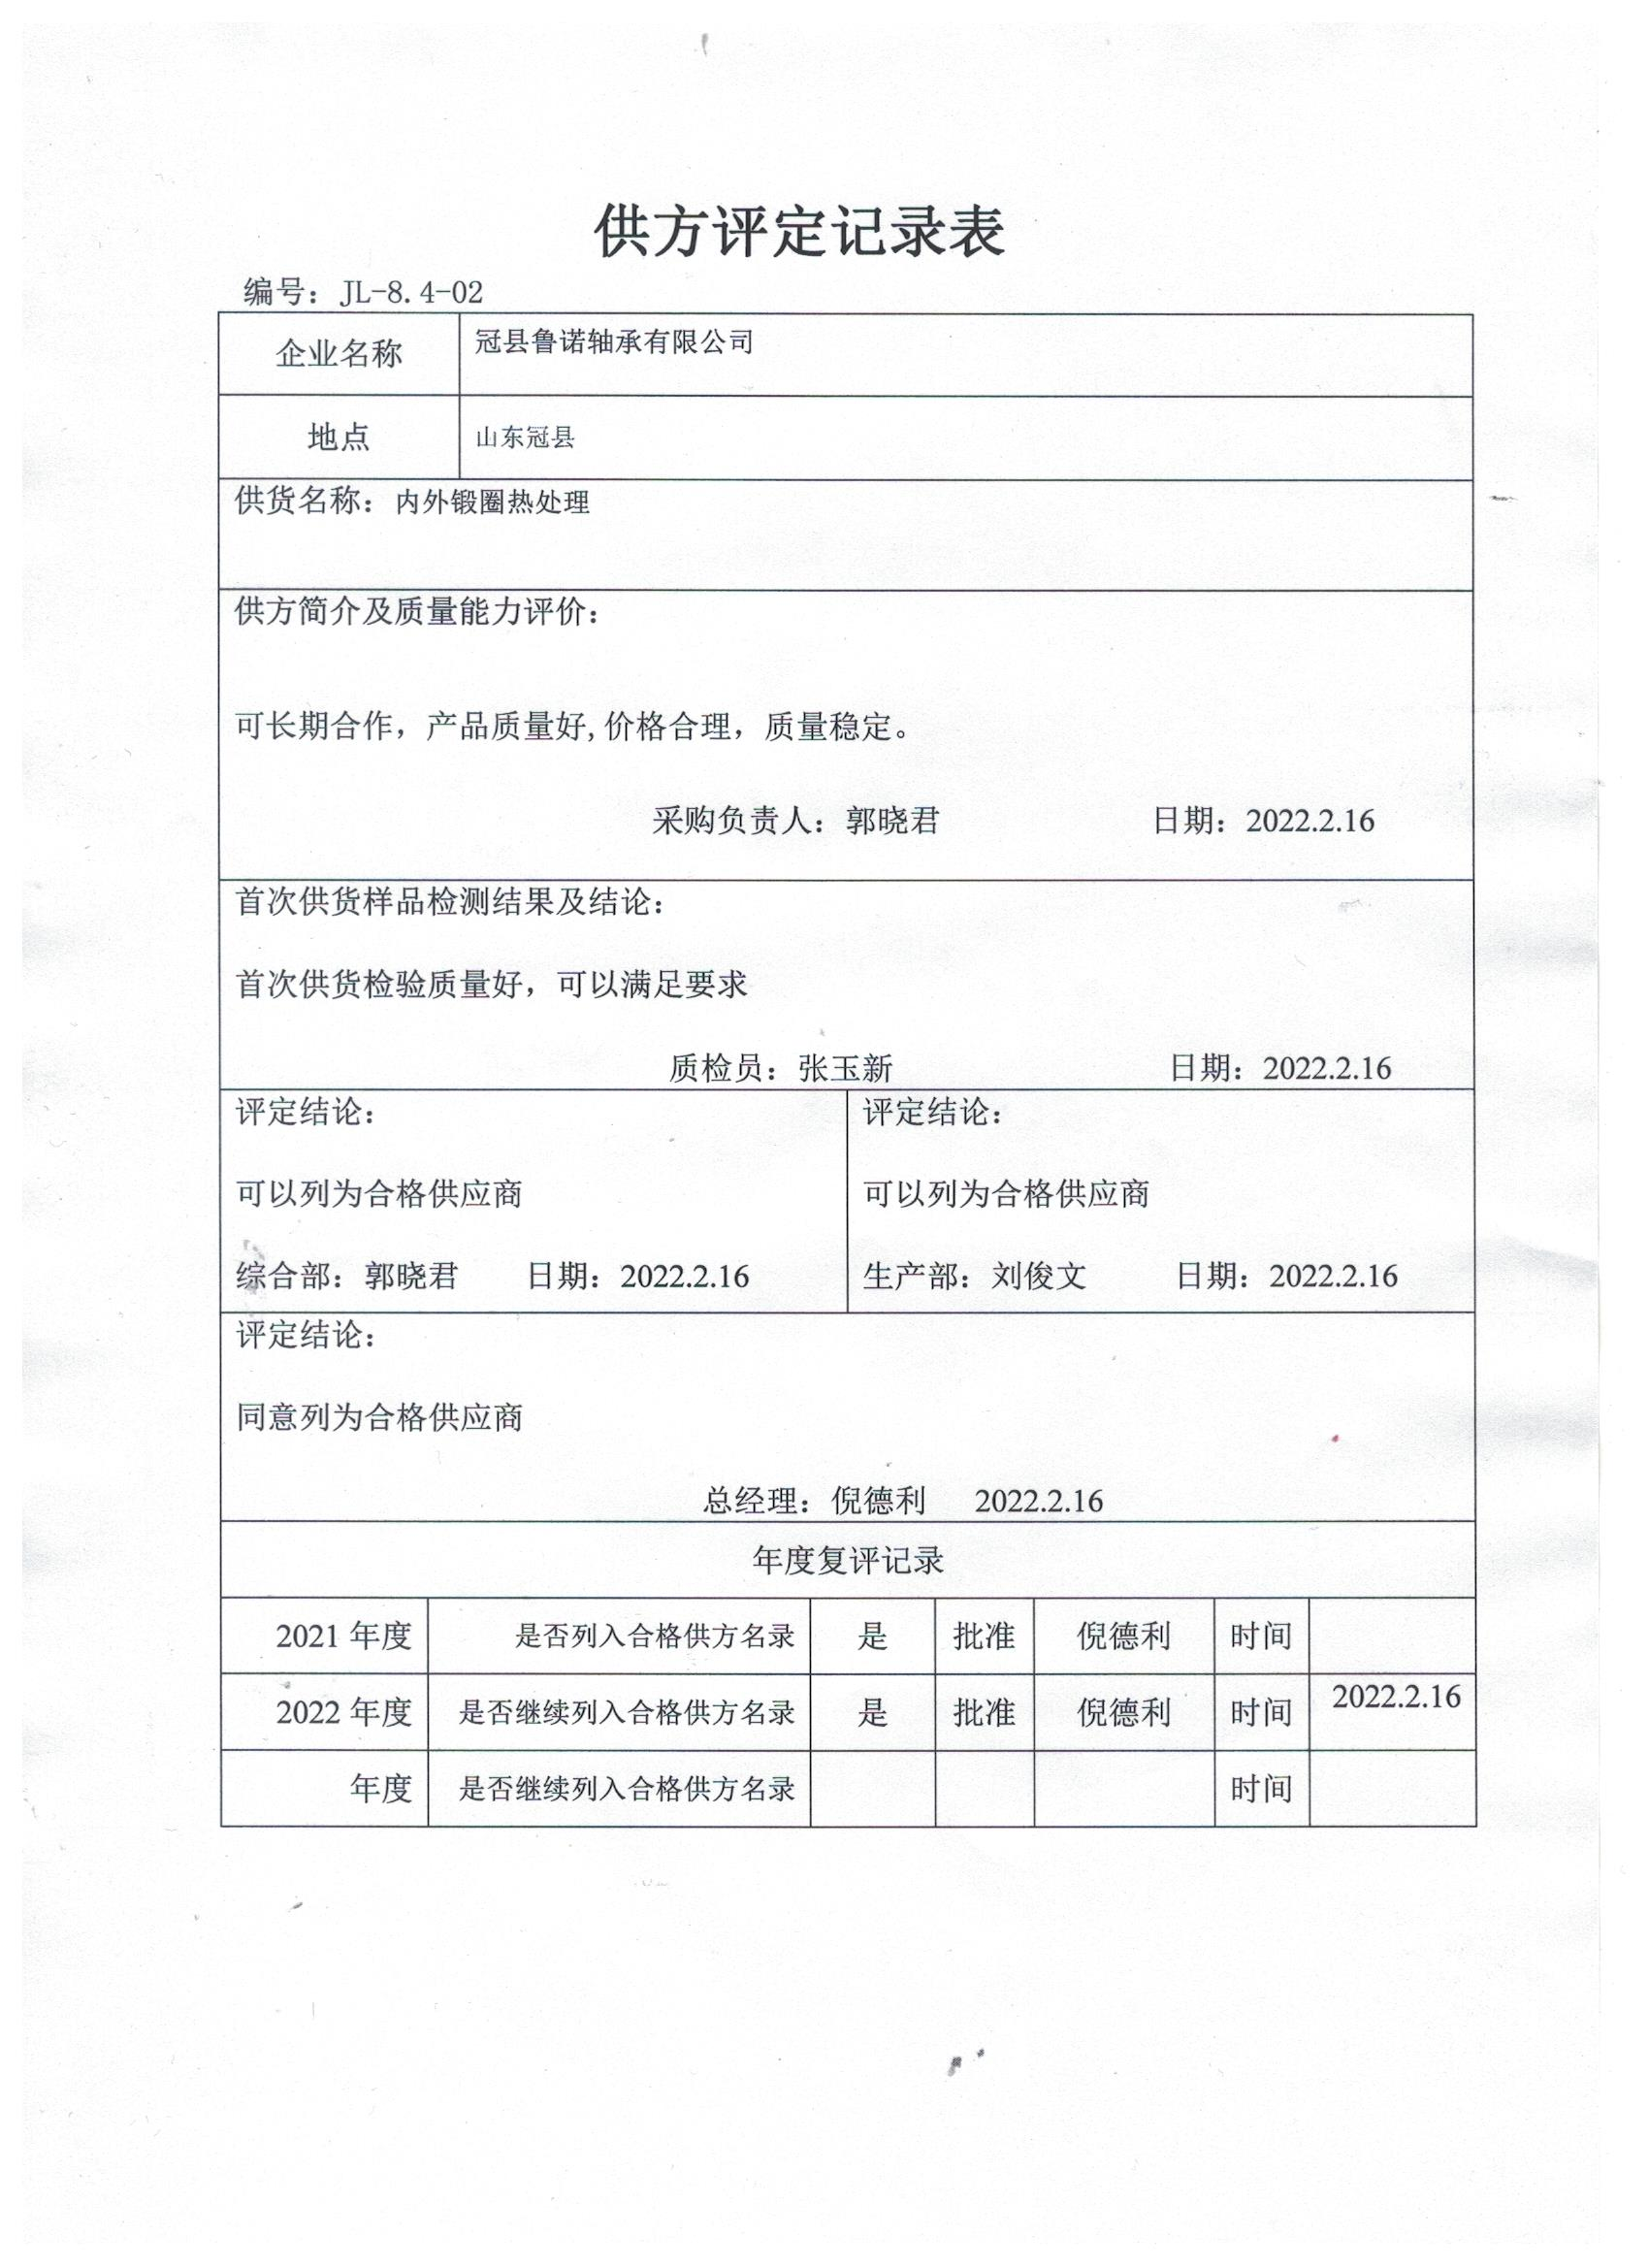 供方评定记录表
编号：JL-8.4-02
企业名称 冠县鲁诺轴承有限公司
地点 山东冠县
供货名称：内外锻圈热处理
供方简介及质量能力评价：
可长期合作，产品质量好,价格合理，质量稳定。
采购负责人：郭晓君 日期：2022.2.16
首次供货样品检测结果及结论：
首次供货检验质量好，可以满足要求
质检员：张玉新 日期：2022.2.16
评定结论：
可以列为合格供应商
综合部：郭晓君 日期：2022.2.16
评定结论：
可以列为合格供应商
生产部：刘俊文 日期：2022.2.16
评定结论：
同意列为合格供应商
总经理：倪德利 2022.2.16
年度复评记录
2021 年度 是否列入合格供方名录 是 批准 倪德利 时间
2022 年度 是否继续列入合格供方名录 是 批准 倪德利 时间 2022.2.16
年度 是否继续列入合格供方名录 时间